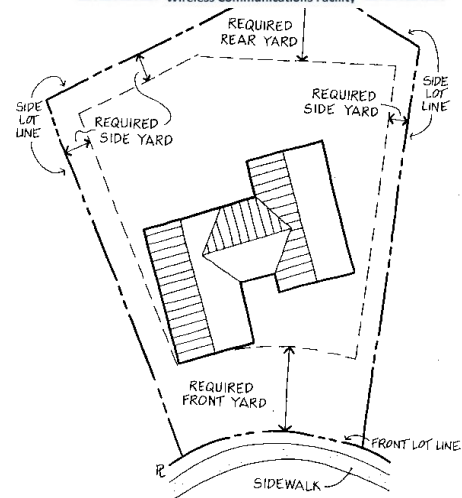 Wireless Communications Facility
REQUIRED
REAR YARD
SIDE
LOT
LINE
REQUIRED
SIDE YARD
REQUIRED
SIDE YARD
SIDE
LOT
LINE
REQUIRED
FRONT YARD
FRONT LOT LINE
PL
SIDEWALK